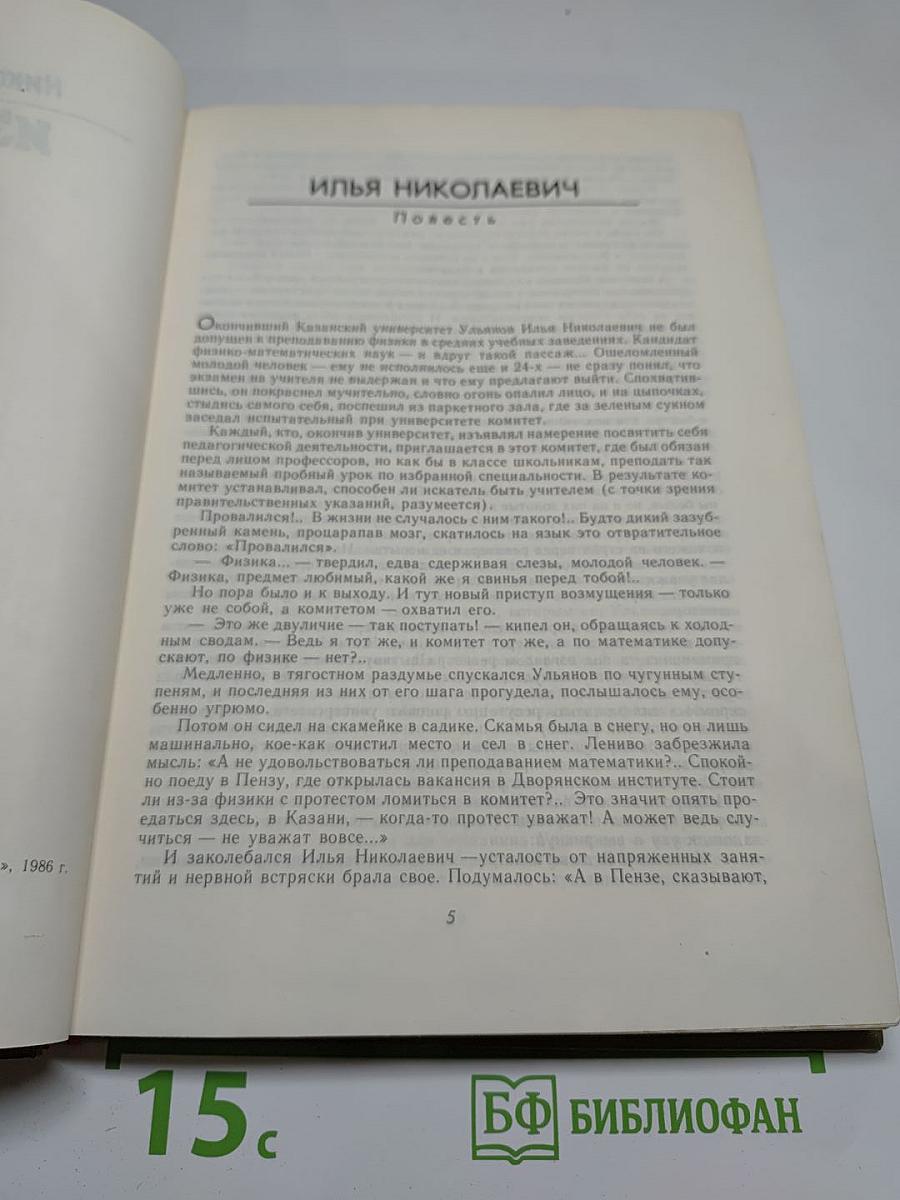 Нико
ИЗ
», 1986 г.
ИЛЬЯ НИКОЛАЕВИЧ
Повесть
Окончивший Казанский университет Ульянов Илья Николаевич не был
допущен к преподаванию физики в средних учебных заведениях. Кандидат
физико-математических наук — и вдруг такой пассаж... Ошеломленный
молодой человек — ему не исполнилось еще и 24-х — не сразу понял, что
экзамен на учителя не выдержан и что ему предлагают выйти. Спохватив-
шись, он покраснел мучительно, словно огонь опалил лицо, и на цыпочках,
стыдясь самого себя, поспешил из паркетного зала, где за зеленым сукном
заседал испытательный при университете комитет.
Каждый, кто, окончив университет, изъявлял намерение посвятить себя
педагогической деятельности, приглашается в этот комитет, где был обязан
перед лицом профессоров, но как бы в классе школьникам, преподать так
называемый пробный урок по избранной специальности. В результате ко-
митет устанавливал, способен ли искатель быть учителем (с точки зрения
правительственных указаний, разумеется).
Провалился!.. В жизни не случалось с ним такого!.. Будто дикий зазуб-
ренный камень, процарапав мозг, скатилось на язык это отвратительное
слово: «Провалился».
— Физика... — твердил, едва сдерживая слезы, молодой человек. —
Физика, предмет любимый, какой же я свинья перед тобой!..
Но пора было и к выходу. И тут новый приступ возмущения — только
уже не собой, а комитетом — охватил его.
— Это же двуличие — так поступать! — кипел он, обращаясь к холод-
ным сводам. — Ведь я тот же, и комитет тот же, а по математике допу-
скают, по физике — нет?..
Медленно, в тягостном раздумье спускался Ульянов по чугунным сту-
пеням, и последняя из них от его шага прогудела, послышалось ему, осо-
бенно угрюмо.
Потом он сидел на скамейке в садике. Скамья была в снегу, но он лишь
машинально, кое-как очистил место и сел в снег. Лениво забрезжила
мысль: «А не удовольствоваться ли преподаванием математики?.. Спокой-
но поеду в Пензу, где открылась вакансия в Дворянском институте. Стоит
ли из-за физики с протестом ломиться в комитет?.. Это значит опять про-
едаться здесь, в Казани, — когда-то протест уважат! А может ведь слу-
читься — не уважат вовсе...»
И заколебался Илья Николаевич —усталость от напряженных заня-
тий и нервной встряски брала свое. Подумалось: «А в Пензе, сказывают,
5
15 с
БФ БИБЛИОФАН